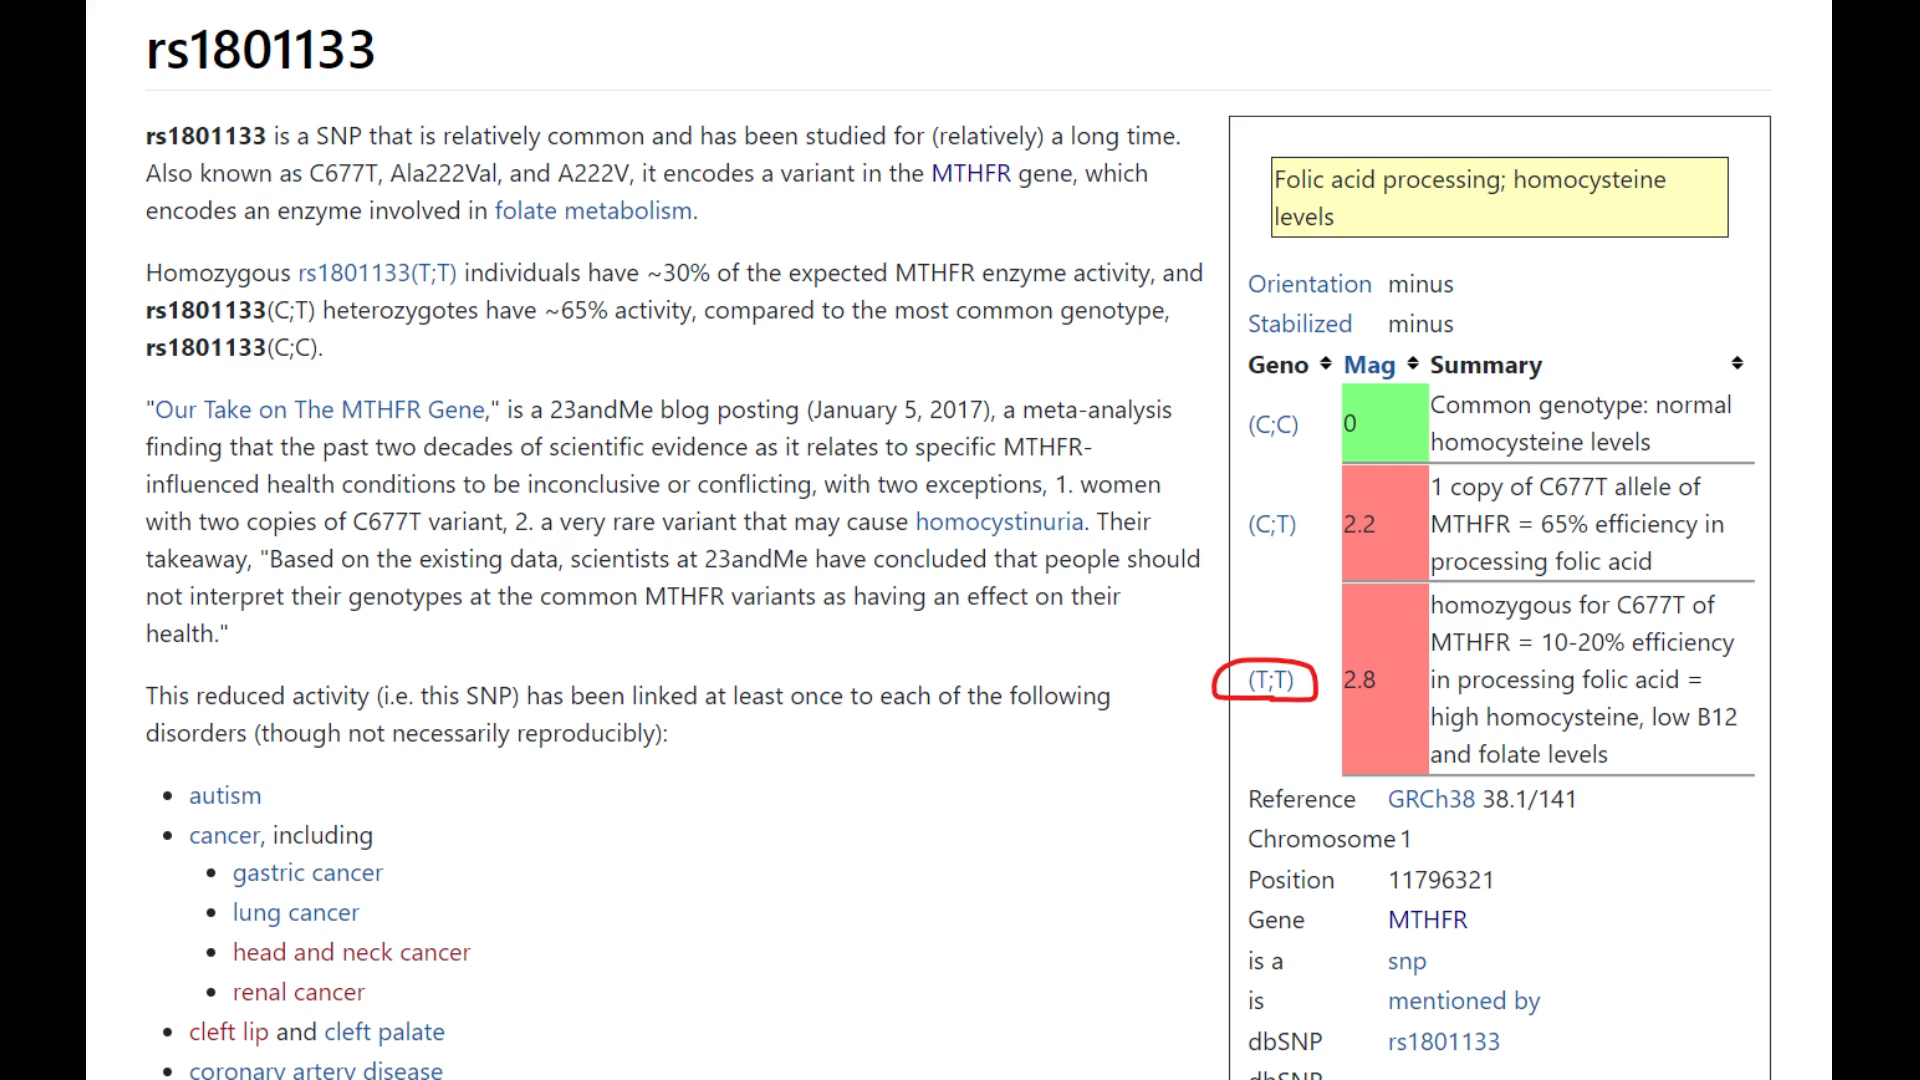 rs1801133
rs1801133 is a SNP that is relatively common and has been studied for (relatively) a long time.
Also known as C677T, Ala222Val, and A222V, it encodes a variant in the MTHFR gene, which
encodes an enzyme involved in folate metabolism.
Homozygous rs1801133(T;T) individuals have ~30% of the expected MTHFR enzyme activity, and
rs1801133(C;T) heterozygotes have ~65% activity, compared to the most common genotype,
rs1801133(C;C).
"Our Take on The MTHFR Gene," is a 23andMe blog posting (January 5, 2017), a meta-analysis
finding that the past two decades of scientific evidence as it relates to specific MTHFR-
influenced health conditions to be inconclusive or conflicting, with two exceptions, 1. women
with two copies of C677T variant, 2. a very rare variant that may cause homocystinuria. Their
takeaway, "Based on the existing data, scientists at 23andMe have concluded that people should
not interpret their genotypes at the common MTHFR variants as having an effect on their
health."
This reduced activity (i.e. this SNP) has been linked at least once to each of the following
disorders (though not necessarily reproducibly):
• autism
• cancer, including
• gastric cancer
• lung cancer
• head and neck cancer
• renal cancer
• cleft lip and cleft palate
• coronary artery disease
Folic acid processing; homocysteine
levels
Orientation minus
Stabilized minus
Geno Mag Summary
(C;C) 0 Common genotype: normal
homocysteine levels
1 copy of C677T allele of
(C;T) 2.2 MTHFR = 65% efficiency in
processing folic acid
homozygous for C677T of
MTHFR = 10-20% efficiency
(T;T) 2.8 in processing folic acid =
high homocysteine, low B12
and folate levels
Reference GRCh38 38.1/141
Chromosome 1
Position 11796321
Gene MTHFR
is a snp
is mentioned by
dbSNP rs1801133
dbSNP